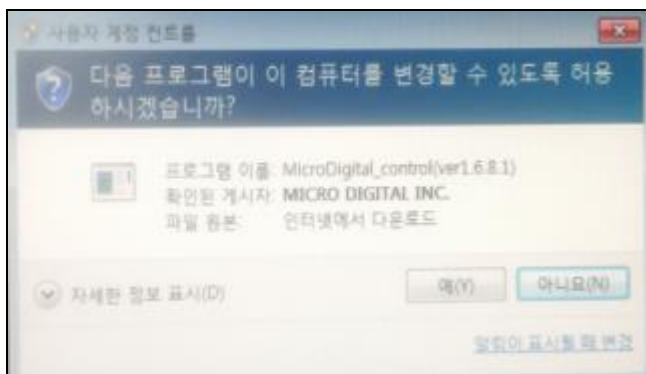 사용자 계정 컨트롤
다음 프로그램이 이 컴퓨터를 변경할 수 있도록 허용
하시겠습니까?
프로그램 이름: MicroDigital_control(ver1.6.8.1)
확인된 게시자: MICRO DIGITAL INC.
파일 원본: 인터넷에서 다운로드
자세한 정보 표시(D)
예(Y)
아니요(N)
알림이 표시될 때 변경